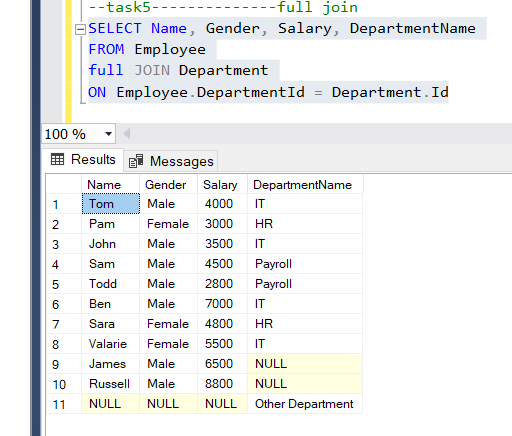 --task5---------------full join
SELECT Name, Gender, Salary, DepartmentName
FROM Employee
full JOIN Department
ON Employee.DepartmentId = Department.Id
100 %
Results Messages
Name Gender Salary DepartmentName
1 Tom Male 4000 IT
2 Pam Female 3000 HR
3 John Male 3500 IT
4 Sam Male 4500 Payroll
5 Todd Male 2800 Payroll
6 Ben Male 7000 IT
7 Sara Female 4800 HR
8 Valarie Female 5500 IT
9 James Male 6500 NULL
10 Russell Male 8800 NULL
11 NULL NULL NULL Other Department